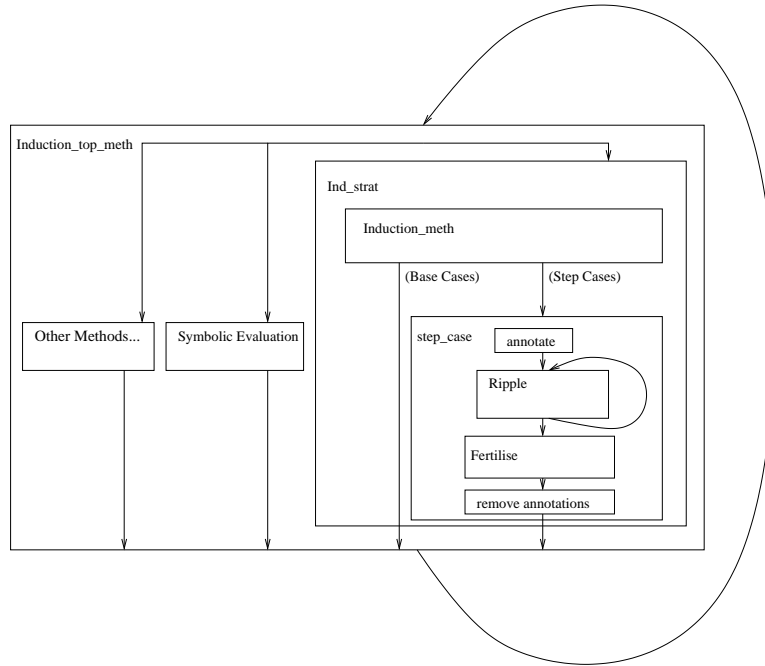 Induction_top_meth
Ind_strat
Induction_meth
(Base Cases)
(Step Cases)
Other Methods...
Symbolic Evaluation
step_case
annotate
Ripple
Fertilise
remove annotations